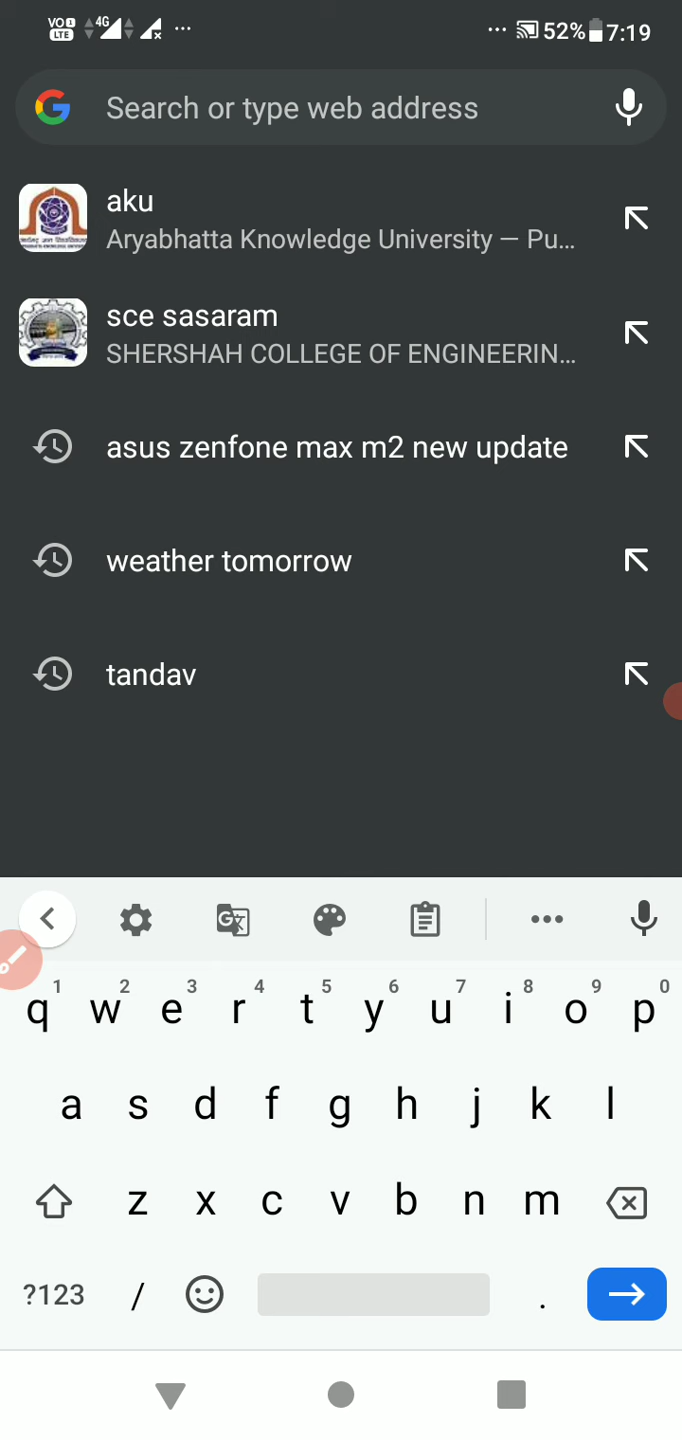 VO 1 LTE 4G ... ... 52% 7:19
Search or type web address
aku
Aryabhatta Knowledge University — Pu...
sce sasaram
SHERSHAH COLLEGE OF ENGINEERIN...
asus zenfone max m2 new update
weather tomorrow
tandav
1 2 3 4 5 6 7 8 9 0
q w e r t y u i o p
a s d f g h j k l
z x c v b n m
?123 / .